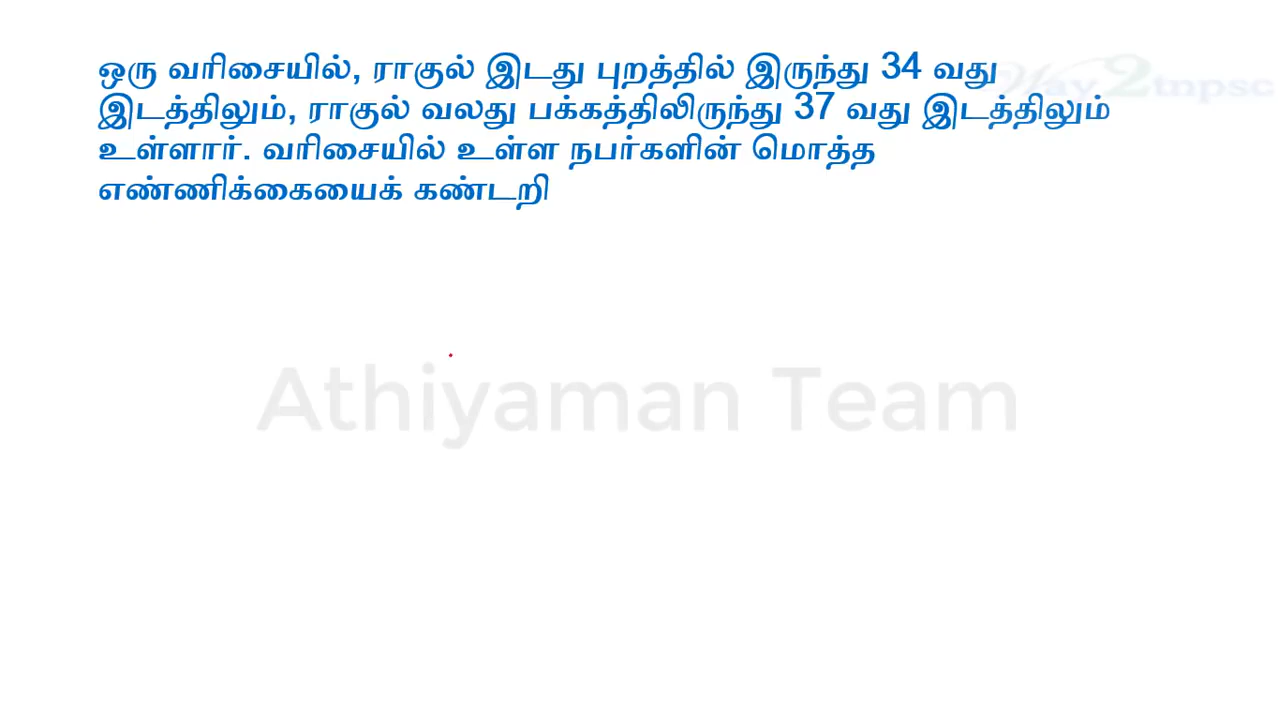 ஒரு வரிசையில், ராகுல் இடது புறத்தில் இருந்து 34 வது
இடத்திலும், ராகுல் வலது பக்கத்திலிருந்து 37 வது இடத்திலும்
உள்ளார். வரிசையில் உள்ள நபர்களின் மொத்த
எண்ணிக்கையைக் கண்டறி
Way2tnpsc
Athiyaman Team